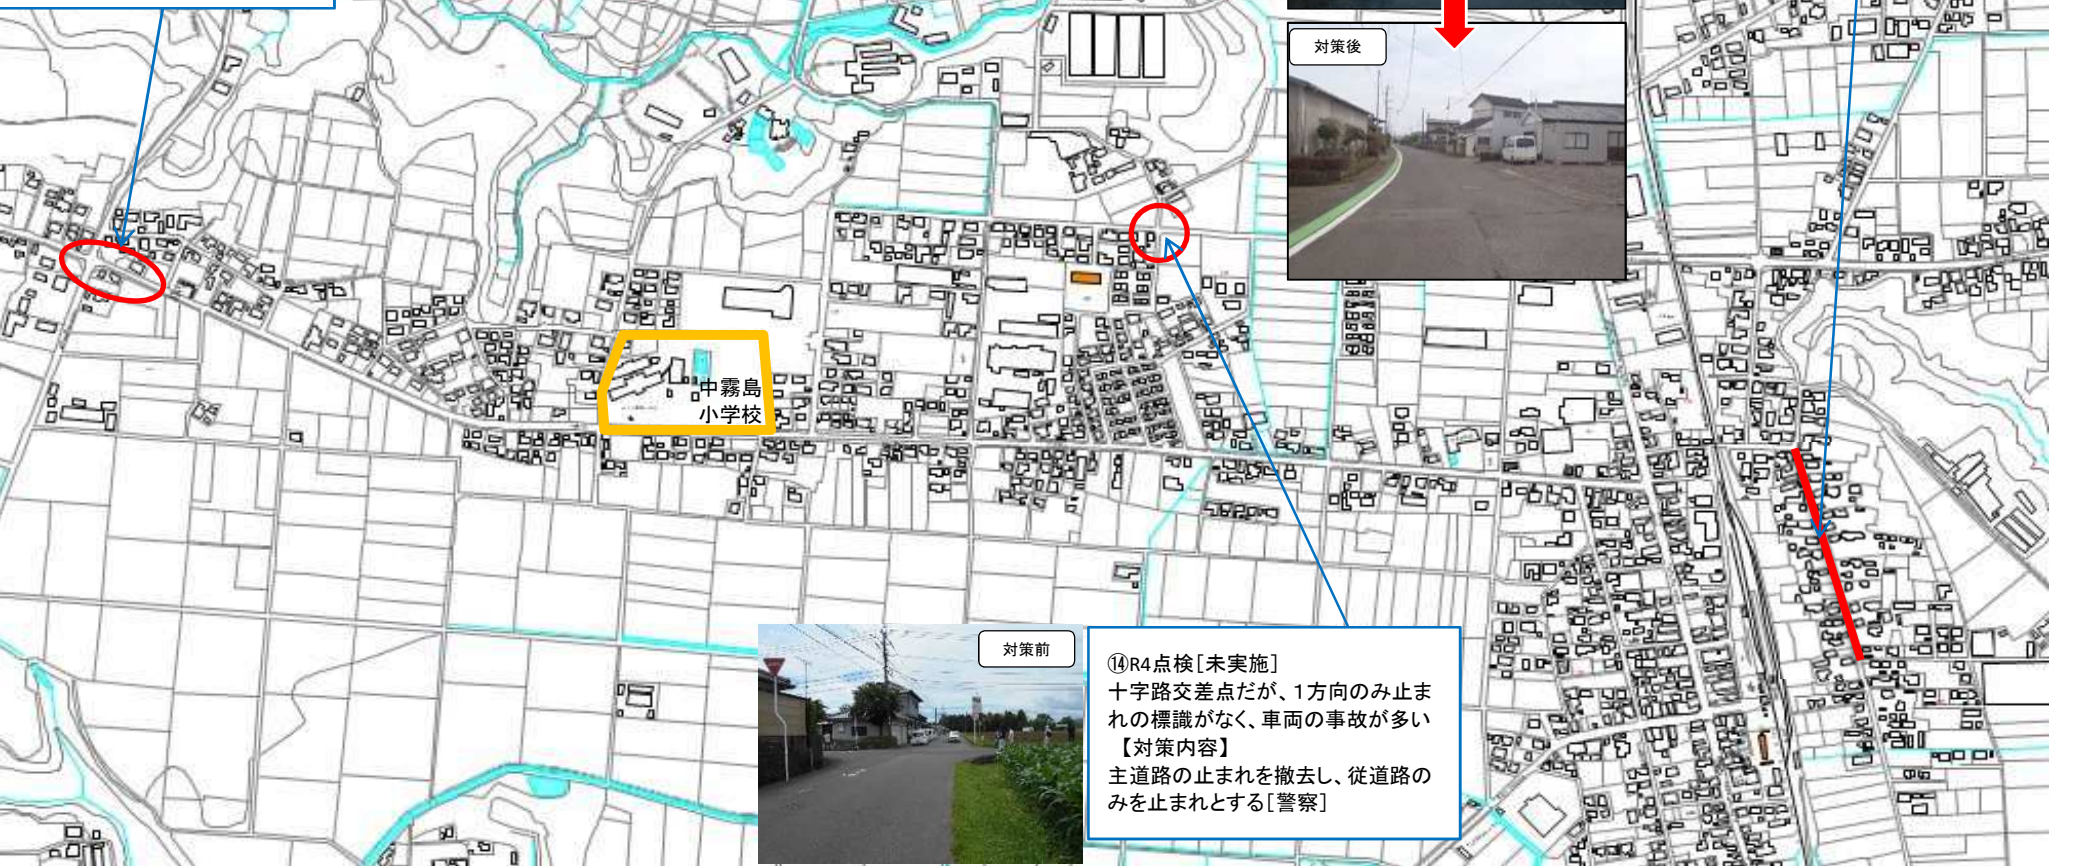 対策後
中霧島
小学校
対策前
⑭R4点検[未実施]
十字路交差点だが、1方向のみ止ま
れの標識がなく、車両の事故が多い
【対策内容】
主道路の止まれを撤去し、従道路の
みを止まれとする[警察]